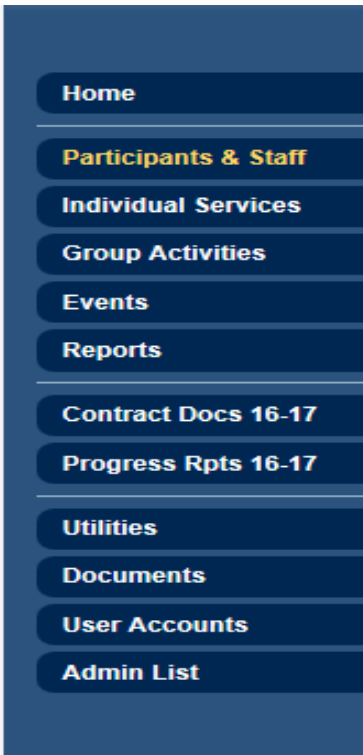 Home
Participants & Staff
Individual Services
Group Activities
Events
Reports
Contract Docs 16-17
Progress Rpts 16-17
Utilities
Documents
User Accounts
Admin List